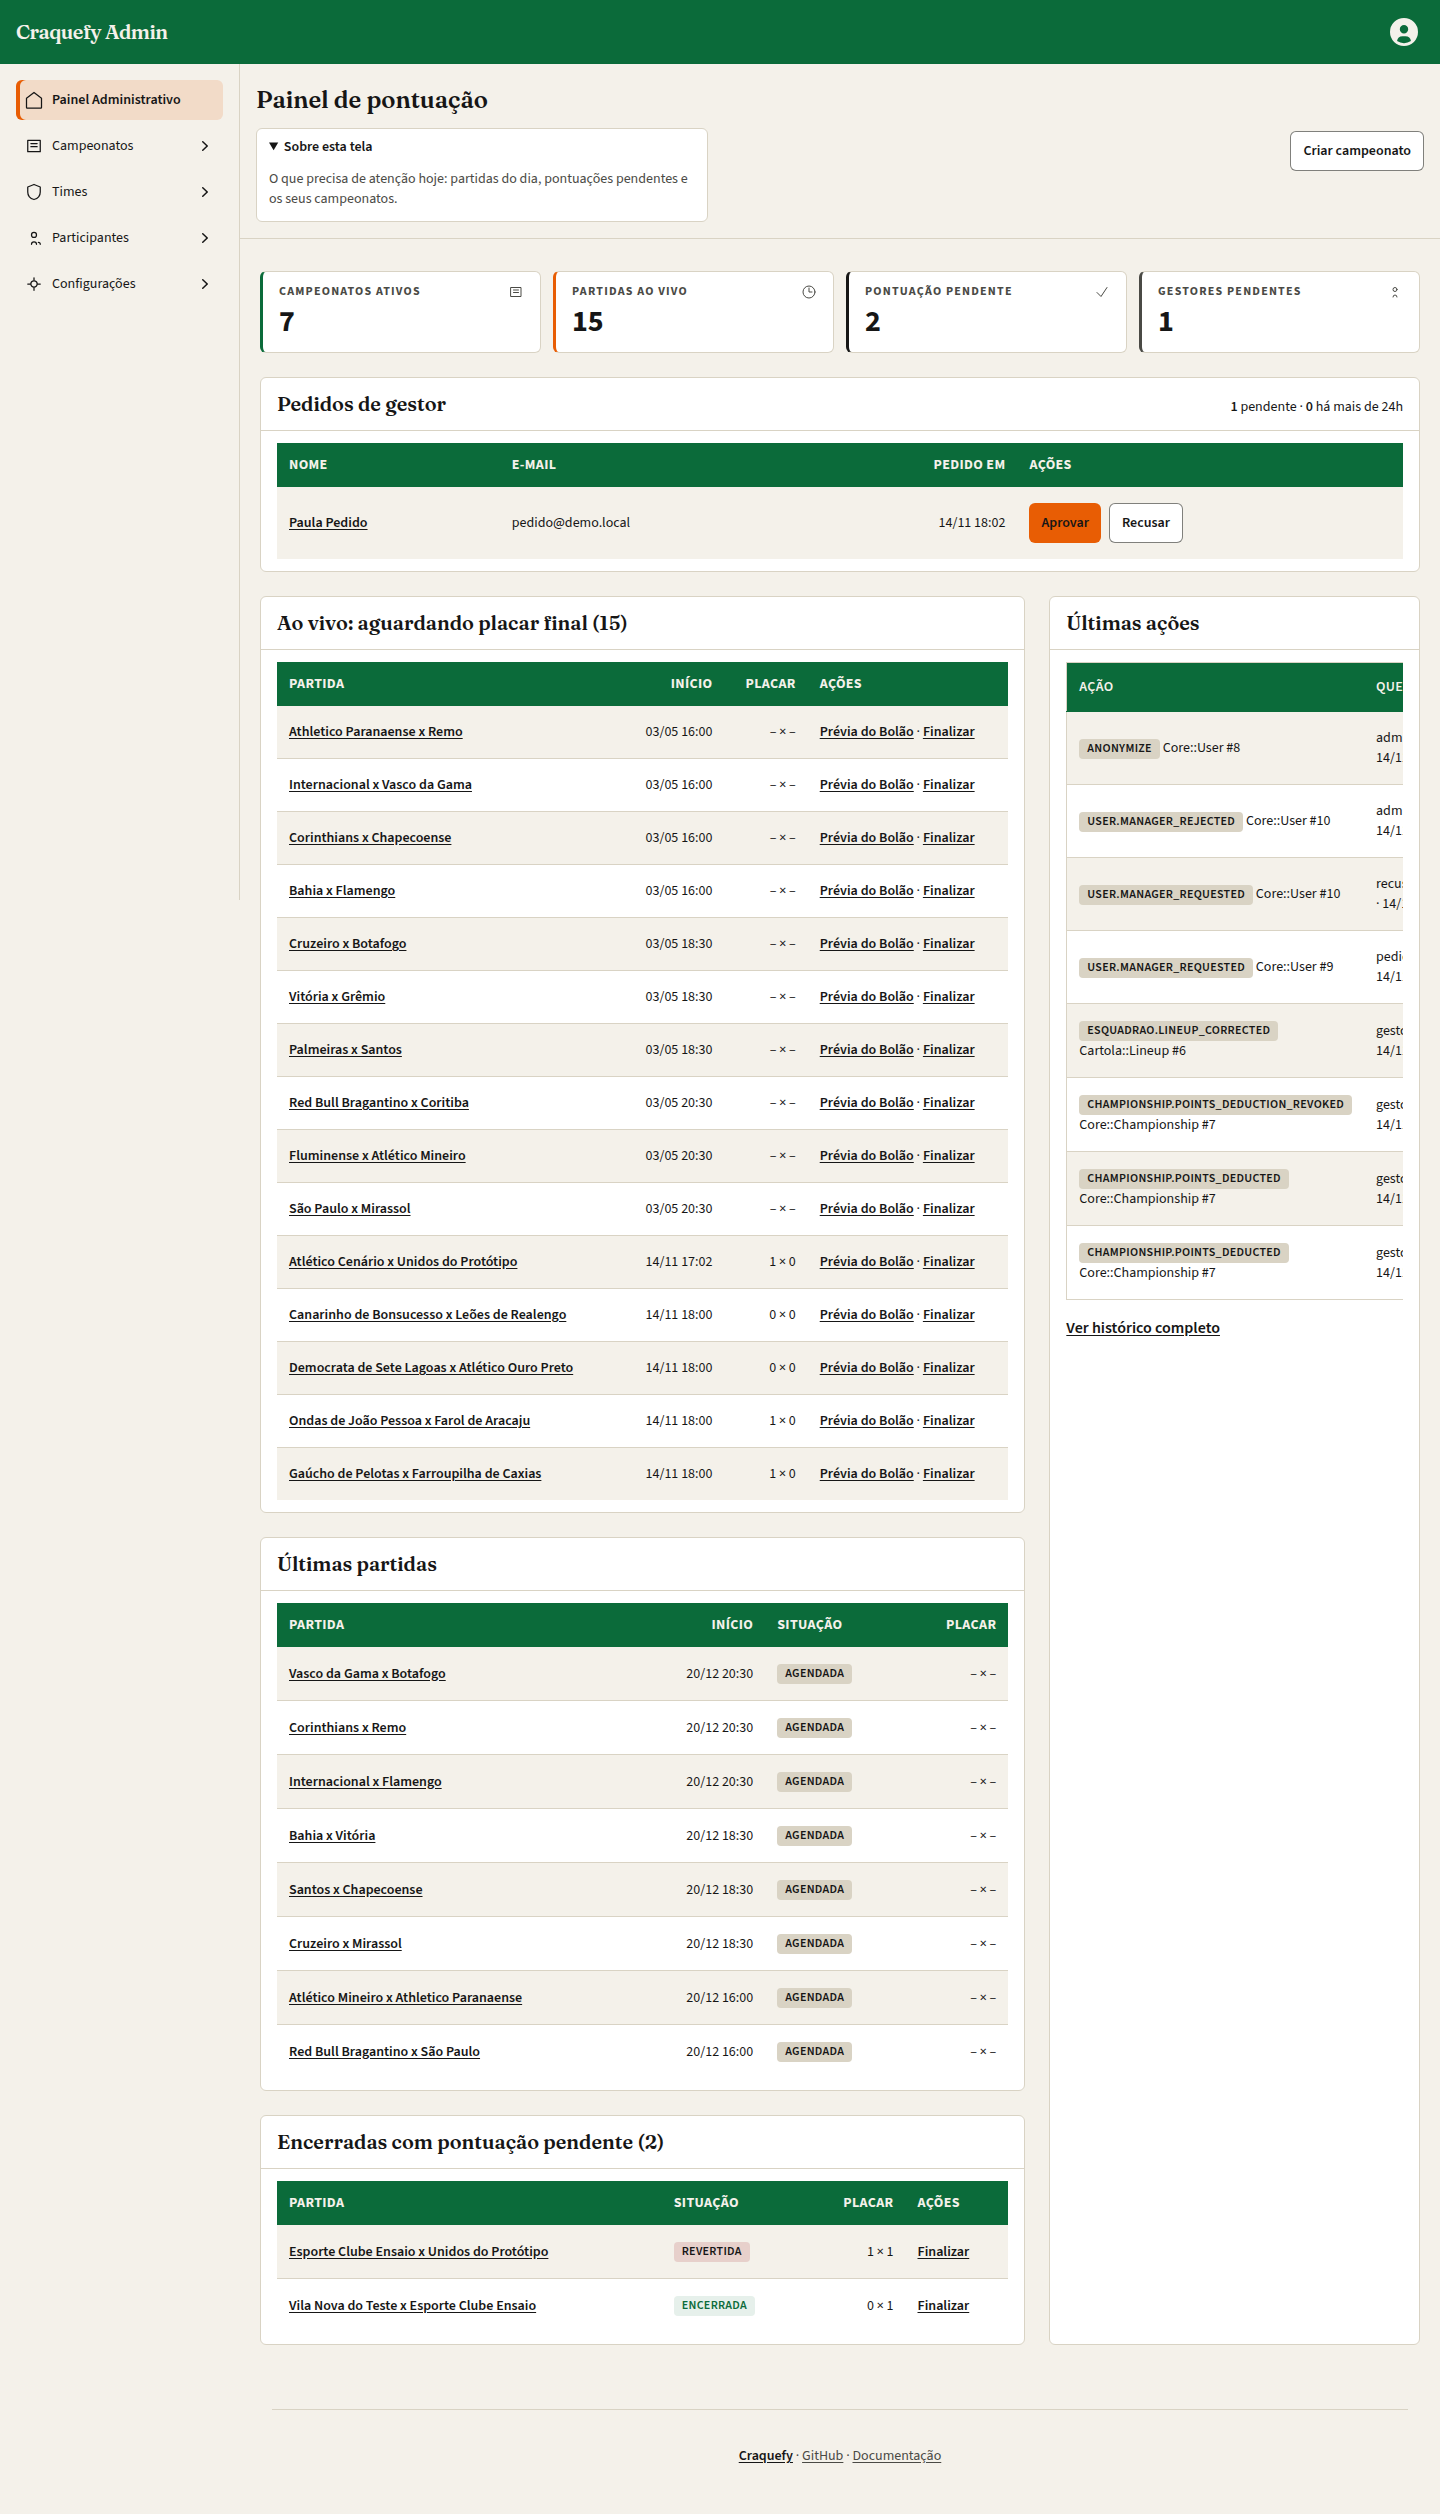 Craquefy Admin
Painel Administrativo
Campeonatos
Times
Participantes
Configurações
Painel de pontuação
▼ Sobre esta tela
O que precisa de atenção hoje: partidas do dia, pontuações pendentes e
os seus campeonatos.
Criar campeonato
CAMPEONATOS ATIVOS
7
PARTIDAS AO VIVO
15
PONTUAÇÃO PENDENTE
2
GESTORES PENDENTES
1
Pedidos de gestor
1 pendente · 0 há mais de 24h
NOME E-MAIL PEDIDO EM AÇÕES
Paula Pedido pedido@demo.local 14/11 18:02 Aprovar Recusar
Ao vivo: aguardando placar final (15)
PARTIDA INÍCIO PLACAR AÇÕES
Athletico Paranaense x Remo 03/05 16:00 – × – Prévia do Bolão · Finalizar
Internacional x Vasco da Gama 03/05 16:00 – × – Prévia do Bolão · Finalizar
Corinthians x Chapecoense 03/05 16:00 – × – Prévia do Bolão · Finalizar
Bahia x Flamengo 03/05 16:00 – × – Prévia do Bolão · Finalizar
Cruzeiro x Botafogo 03/05 18:30 – × – Prévia do Bolão · Finalizar
Vitória x Grêmio 03/05 18:30 – × – Prévia do Bolão · Finalizar
Palmeiras x Santos 03/05 18:30 – × – Prévia do Bolão · Finalizar
Red Bull Bragantino x Coritiba 03/05 20:30 – × – Prévia do Bolão · Finalizar
Fluminense x Atlético Mineiro 03/05 20:30 – × – Prévia do Bolão · Finalizar
São Paulo x Mirassol 03/05 20:30 – × – Prévia do Bolão · Finalizar
Atlético Cenário x Unidos do Protótipo 14/11 17:02 1 × 0 Prévia do Bolão · Finalizar
Canarinho de Bonsucesso x Leões de Realengo 14/11 18:00 0 × 0 Prévia do Bolão · Finalizar
Democrata de Sete Lagoas x Atlético Ouro Preto 14/11 18:00 0 × 0 Prévia do Bolão · Finalizar
Ondas de João Pessoa x Farol de Aracaju 14/11 18:00 1 × 0 Prévia do Bolão · Finalizar
Gaúcho de Pelotas x Farroupilha de Caxias 14/11 18:00 1 × 0 Prévia do Bolão · Finalizar
Últimas partidas
PARTIDA INÍCIO SITUAÇÃO PLACAR
Vasco da Gama x Botafogo 20/12 20:30 AGENDADA – × –
Corinthians x Remo 20/12 20:30 AGENDADA – × –
Internacional x Flamengo 20/12 20:30 AGENDADA – × –
Bahia x Vitória 20/12 18:30 AGENDADA – × –
Santos x Chapecoense 20/12 18:30 AGENDADA – × –
Cruzeiro x Mirassol 20/12 18:30 AGENDADA – × –
Atlético Mineiro x Athletico Paranaense 20/12 16:00 AGENDADA – × –
Red Bull Bragantino x São Paulo 20/12 16:00 AGENDADA – × –
Encerradas com pontuação pendente (2)
PARTIDA SITUAÇÃO PLACAR AÇÕES
Esporte Clube Ensaio x Unidos do Protótipo REVERTIDA 1 × 1 Finalizar
Vila Nova do Teste x Esporte Clube Ensaio ENCERRADA 0 × 1 Finalizar
Últimas ações
AÇÃO
ANONYMIZE Core::User #8
USER.MANAGER_REJECTED Core::User #10
USER.MANAGER_REQUESTED Core::User #10
USER.MANAGER_REQUESTED Core::User #9
ESQUADRAO.LINEUP_CORRECTED
Cartola::Lineup #6
CHAMPIONSHIP.POINTS_DEDUCTION_REVOKED
Core::Championship #7
CHAMPIONSHIP.POINTS_DEDUCTED
Core::Championship #7
CHAMPIONSHIP.POINTS_DEDUCTED
Core::Championship #7
Ver histórico completo
Craquefy · GitHub · Documentação